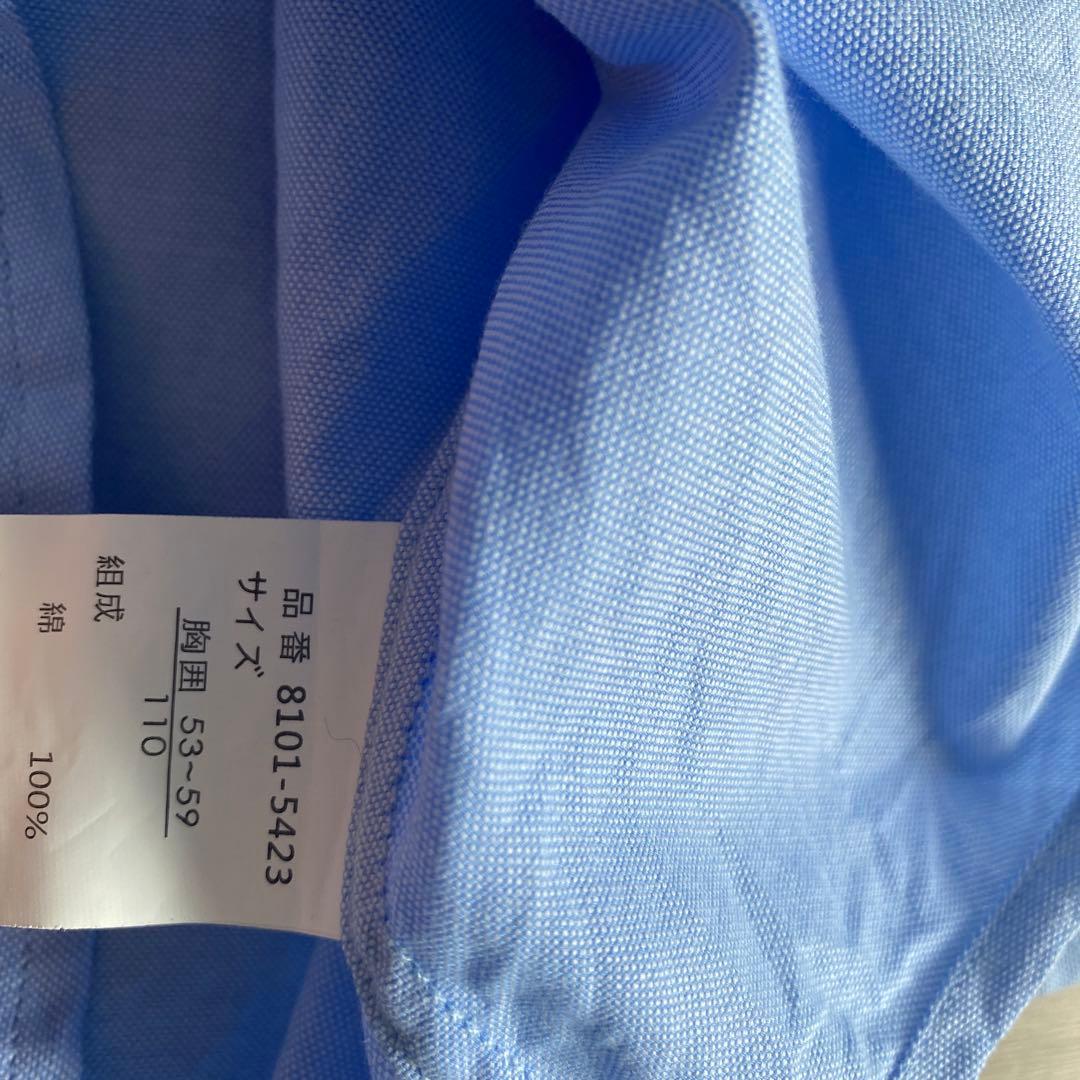 品番 8101-5423
サイズ
胸囲 53~59
110
組成
綿 100%